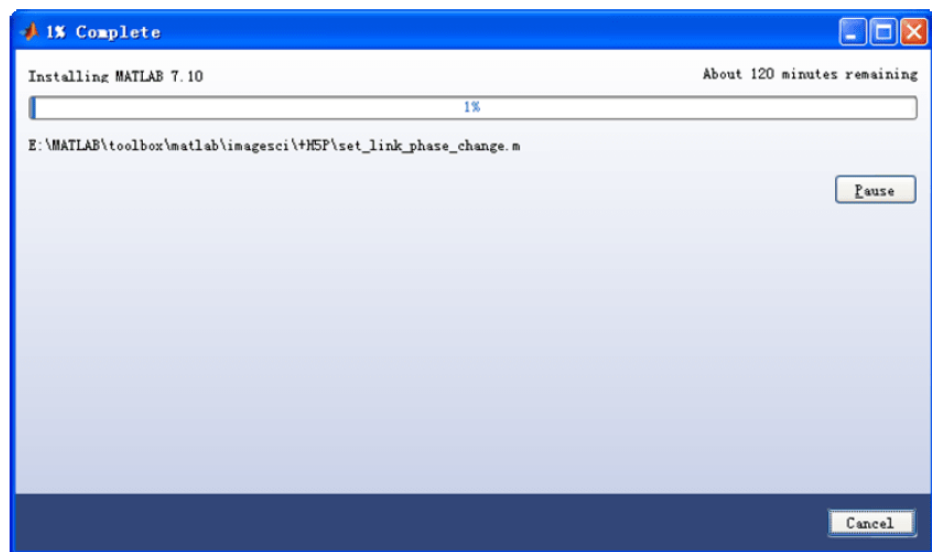 1% Complete
Installing MATLAB 7.10
About 120 minutes remaining
1%
E:\MATLAB\toolbox\matlab\imagesci\+H5P\set_link_phase_change.m
Pause
Cancel